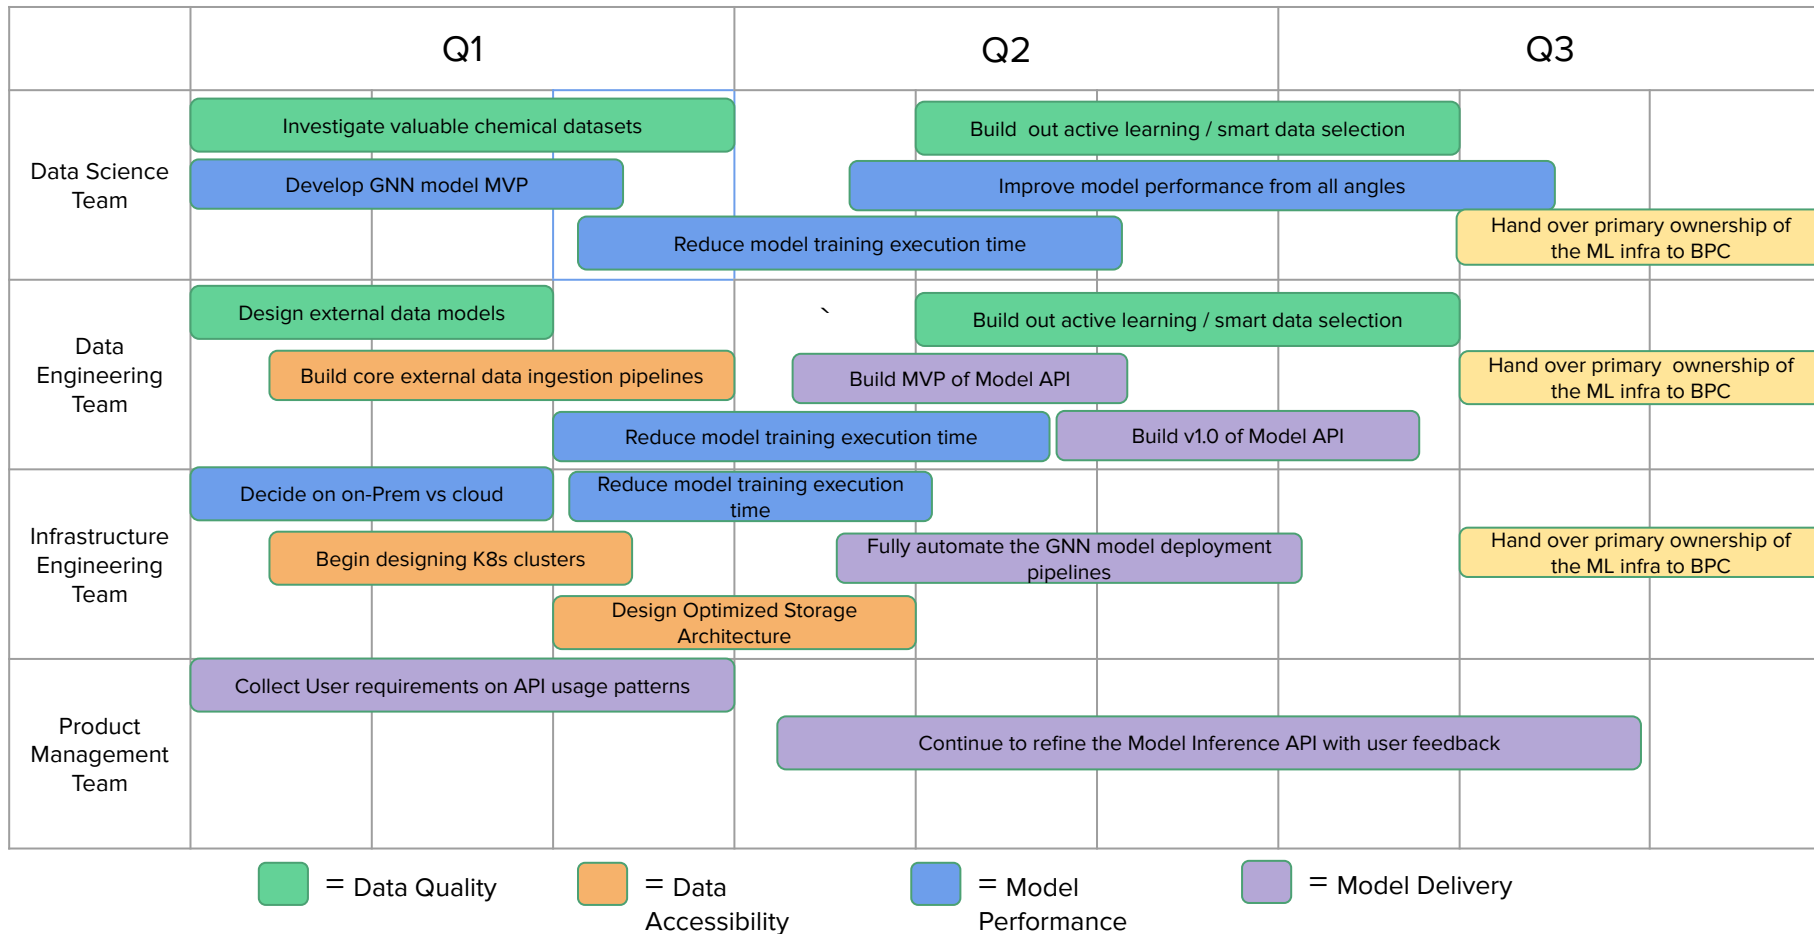 Q1
Q2
Q3
Data Science
Team
Investigate valuable chemical datasets
Build  out active learning / smart data selection
Develop GNN model MVP
Improve model performance from all angles
Reduce model training execution time
Hand over primary ownership of
the ML infra to BPC
Data
Engineering
Team
Design external data models
`
Build out active learning / smart data selection
Build core external data ingestion pipelines
Build MVP of Model API
Hand over primary  ownership of
the ML infra to BPC
Reduce model training execution time
Build v1.0 of Model API
Infrastructure
Engineering
Team
Decide on on-Prem vs cloud
Reduce model training execution
time
Begin designing K8s clusters
Fully automate the GNN model deployment
pipelines
Hand over primary ownership of
the ML infra to BPC
Design Optimized Storage
Architecture
Product
Management
Team
Collect User requirements on API usage patterns
Continue to refine the Model Inference API with user feedback
= Data Quality
= Data
Accessibility
= Model
Performance
= Model Delivery